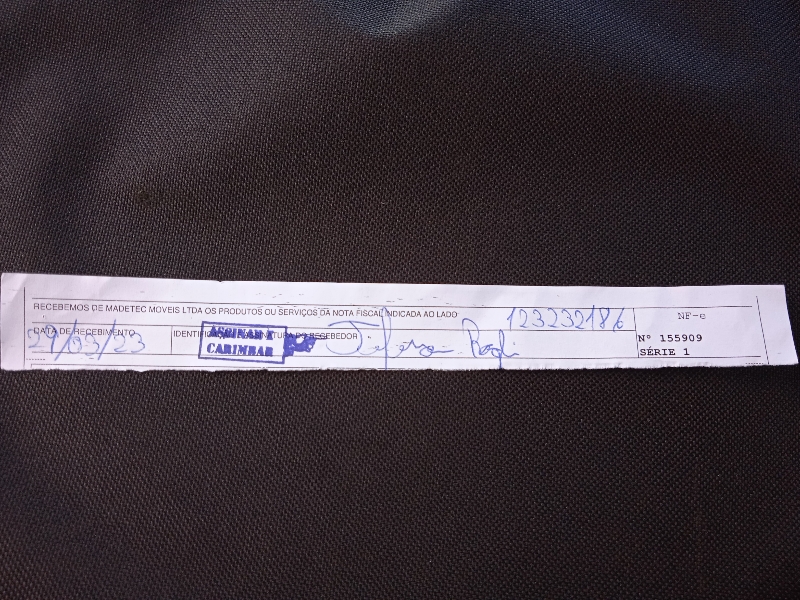 RECEBEMOS DE MADETEC MOVEIS LTDA OS PRODUTOS OU SERVIÇOS DA NOTA FISCAL INDICADA AO LADO
123232186
NF-e
DATA DE RECEBIMENTO
29/03/23
ASSINAR E
CARIMBAR
Nº 155909
SÉRIE 1